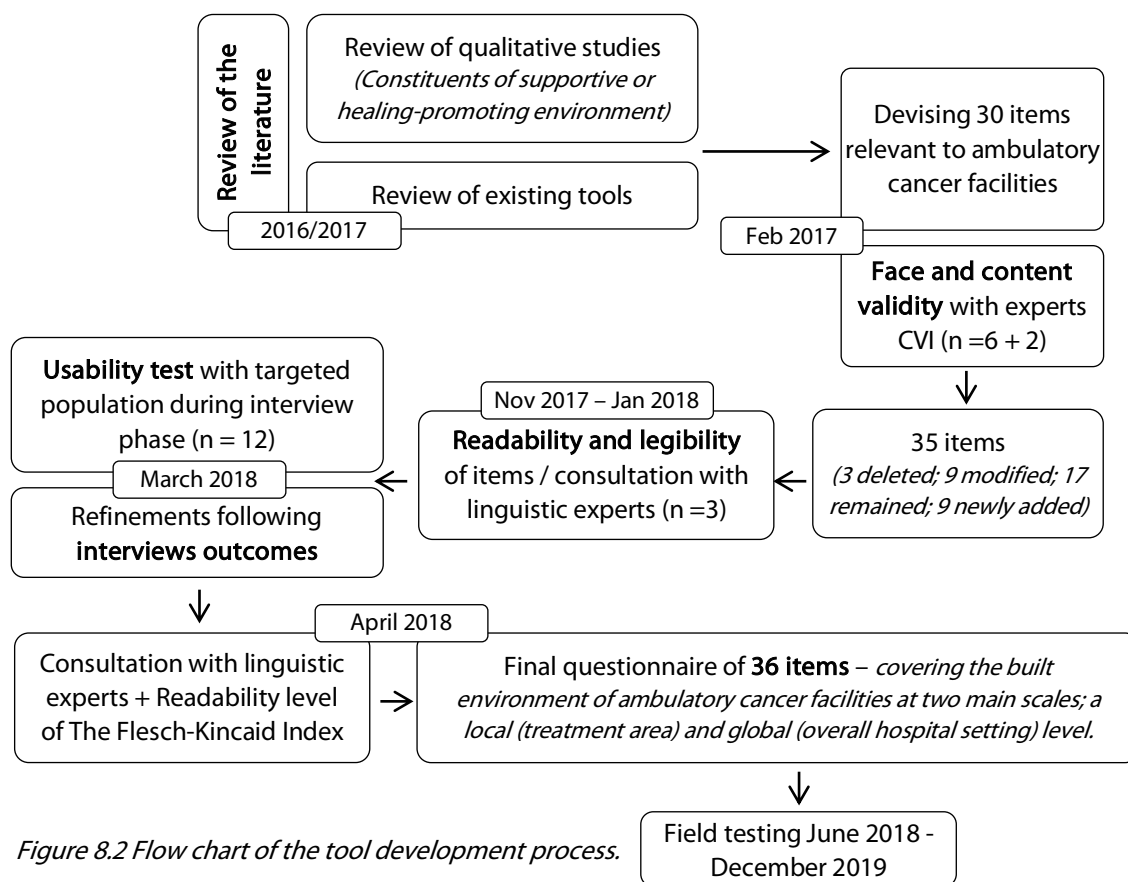 Review of the
literature
Review of qualitative studies
(Constituents of supportive or
healing-promoting environment)
Review of existing tools
2016/2017
Devising 30 items
relevant to ambulatory
cancer facilities
Feb 2017
Face and content
validity with experts
CVI (n =6 + 2)
35 items
(3 deleted; 9 modified; 17
remained; 9 newly added)
Nov 2017 – Jan 2018
Readability and legibility
of items / consultation with
linguistic experts (n =3)
Usability test with targeted
population during interview
phase (n = 12)
March 2018
Refinements following
interviews outcomes
Consultation with linguistic
experts + Readability level
of The Flesch-Kincaid Index
April 2018
Final questionnaire of 36 items – covering the built
environment of ambulatory cancer facilities at two main scales; a
local (treatment area) and global (overall hospital setting) level.
Field testing June 2018 -
December 2019
Figure 8.2 Flow chart of the tool development process.